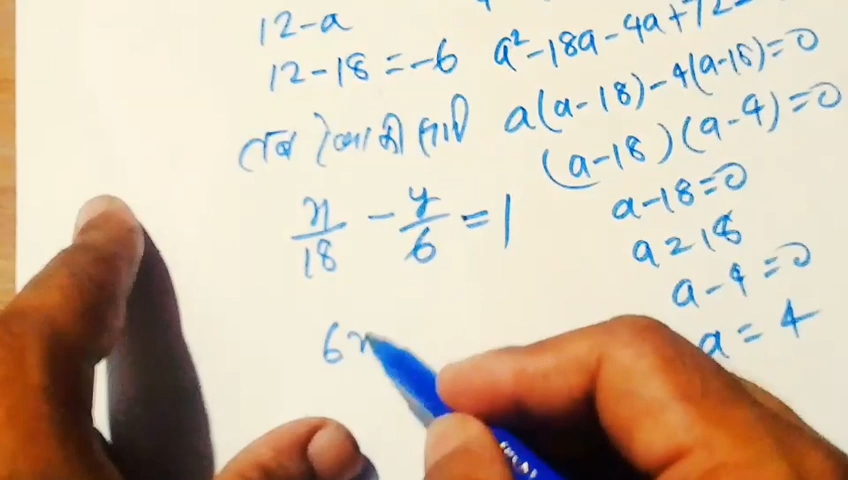 12-a
12-18 = -6
a²-18a-4a+72=
a(a-18)-4(a-18)=0
(a-18)(a-4)=0
a-18=0
a=18
a-4=0
a=4
x/18 - y/6 = 1
6x